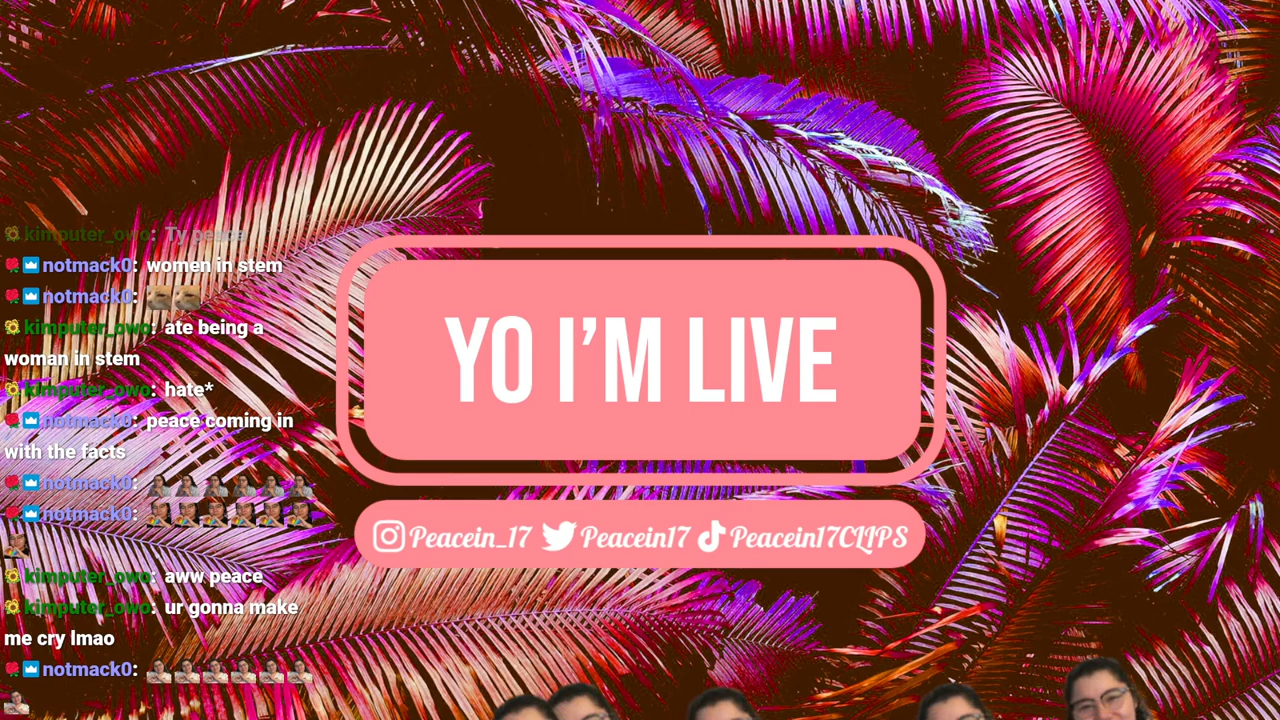 kimputer_owo: Ty peace
notmack0: women in stem
notmack0:
kimputer_owo: ate being a
woman in stem
kimputer_owo: hate*
notmack0: peace coming in
with the facts
notmack0:
notmack0:
kimputer_owo: aww peace
kimputer_owo: ur gonna make
me cry lmao
notmack0:
YO I’M LIVE
Peacein_17 Peacein17 Peacein17CLIPS